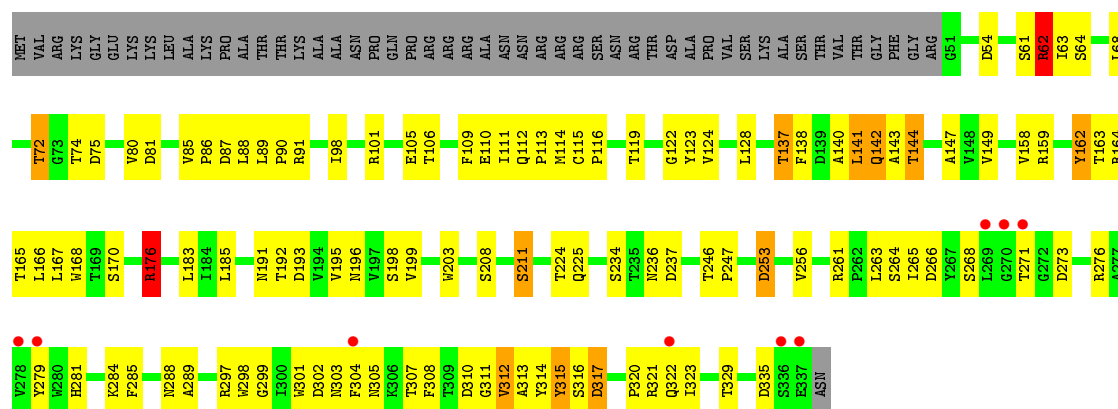 MET VAL ARG LYS GLY GLU LYS LYS LEU ALA LYS PRO ALA THR THR LYS ALA ALA ASN PRO GLN PRO ARG ARG ARG ALA ASN ASN ARG ARG ARG SER ASN ARG THR ASP ALA PRO VAL SER LYS ALA SER THR VAL THR GLY PHE GLY ARG G51 D54 S61 R62 I63 S64
T72 G73 T74 D75 V80 D81 V85 P86 D87 L88 L89 P90 R91 I98 R101 E105 T106 F109 E110 I111 Q112 P113 M114 C115 P116 T119 G122 Y123 V124 L128 T137 F138 D139 A140 L141 Q142 A143 T144 A147 V148 V149 V158 R159 Y162 T163
T165 L166 L167 W168 T169 S170 R176 L183 I184 L185 N191 T192 D193 V194 V195 N196 V197 S198 V199 W203 S208 S211 T224 Q225 S234 T235 N236 D237 T246 P247 D253 V256 R261 P262 L263 S264 I265 D266 Y267 S268 L269 G270 T271 G272 D273 R276
V278 Y279 W280 H281 K284 F285 N288 A289 R297 W298 G299 I300 W301 D302 N303 F304 N305 K306 T307 F308 T309 D310 G311 V312 A313 Y314 Y315 S316 D317 P320 R321 Q322 I323 T329 D335 S336 E337 ASN